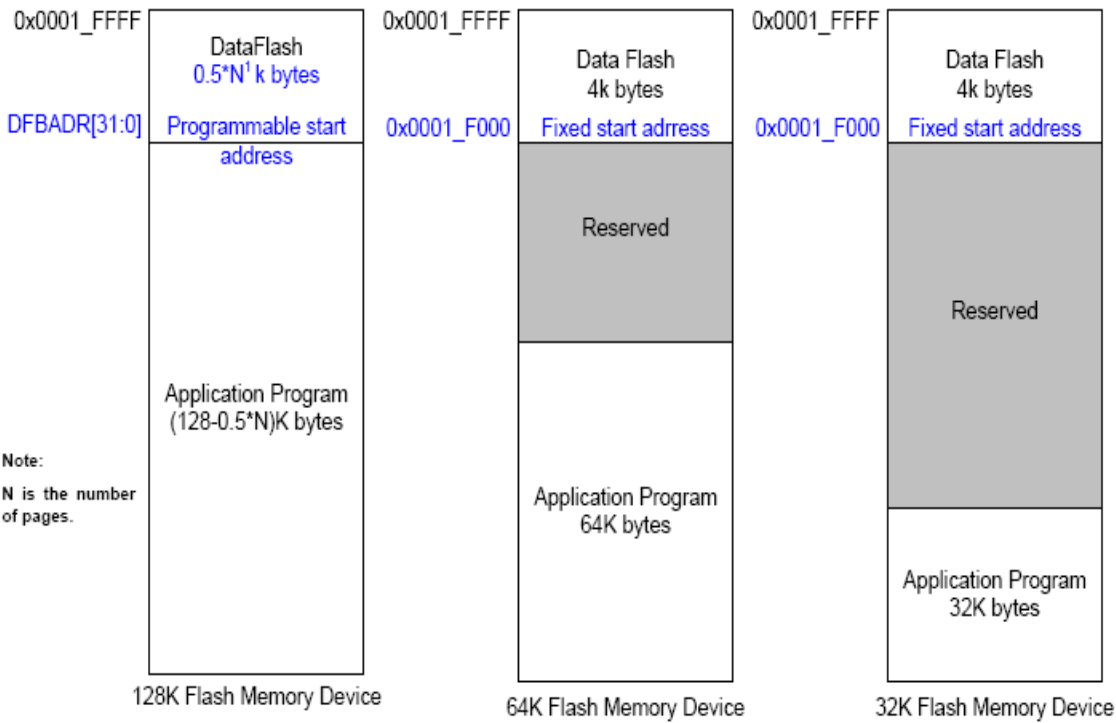 0x0001_FFFF
DataFlash
0.5*N¹ k bytes
DFBADR[31:0]
Programmable start
address
Application Program
(128-0.5*N)K bytes
Note:
N is the number
of pages.
128K Flash Memory Device
0x0001_FFFF
Data Flash
4k bytes
0x0001_F000
Fixed start adrress
Reserved
Application Program
64K bytes
64K Flash Memory Device
0x0001_FFFF
Data Flash
4k bytes
0x0001_F000
Fixed start address
Reserved
Application Program
32K bytes
32K Flash Memory Device